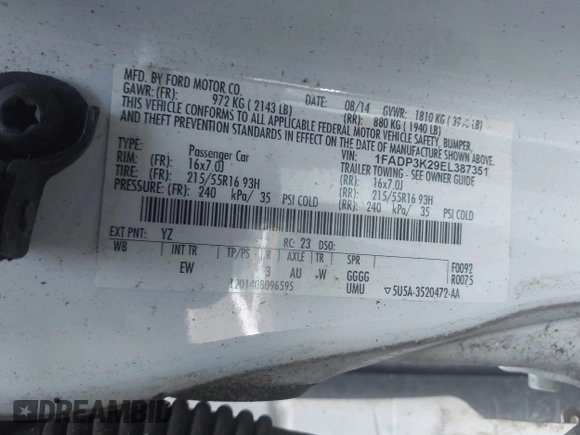 MFD. BY FORD MOTOR CO.
DATE: 08/14 GVWR: 1810 KG
GAWR: (FR): 972 KG ( 2143 LB) (RR): 880 KG ( 1940 LB)
THIS VEHICLE CONFORMS TO ALL APPLICABLE FEDERAL MOTOR VEHICLE SAFETY, BUMPER,
AND THEFT PREVENTION STANDARDS IN EFFECT ON THE DATE OF MANUFACTURE SHOWN ABOVE.
VIN: 1FADP3K29EL387351
TYPE: Passenger Car TRAILER TOWING - SEE OWNER GUIDE
RIM: (FR): 16x7.0J (RR): 16x7.0J
TIRE: (FR): 215/55R16 93H (RR): 215/55R16 93H
PRESSURE: (FR): 240 kPa/ 35 PSI COLD (RR): 240 kPa/ 35 PSI COLD
EXT PNT: YZ RC: 23 DSO:
WB INT TR TP/PS R AXLE TR SPR F0092
EW 3 AU W GGGG R0075
UMU
1201408096595 ▽5U5A-3520472-AA
DREAMBID